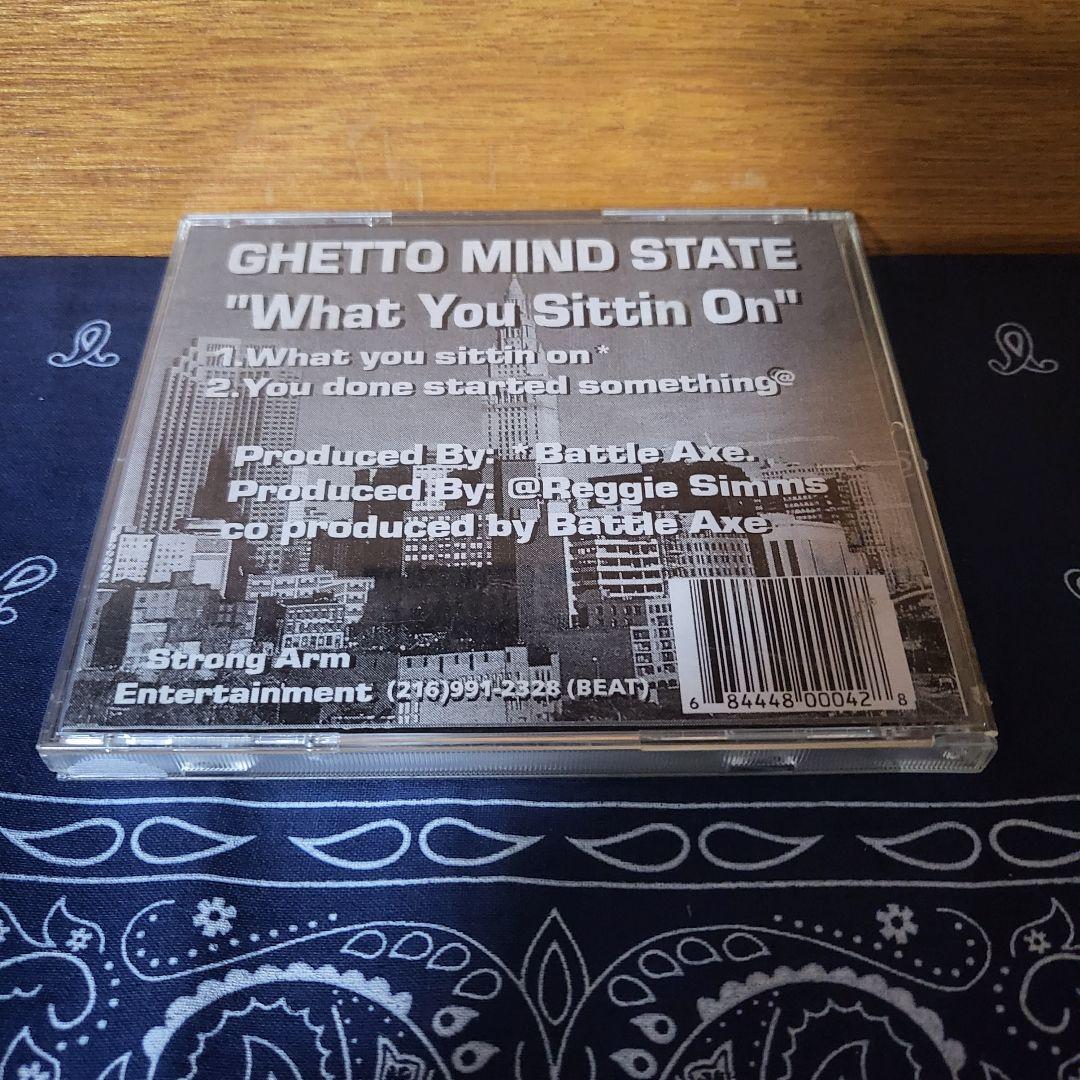 GHETTO MIND STATE
"What You Sittin On"
1.What you sittin on *
2.You done started something@
Produced By: * Battle Axe.
Produced By: @Reggie Simms
co produced by Battle Axe
Strong Arm
Entertainment (216)991-2328 (BEAT)
6 84448 00042 8